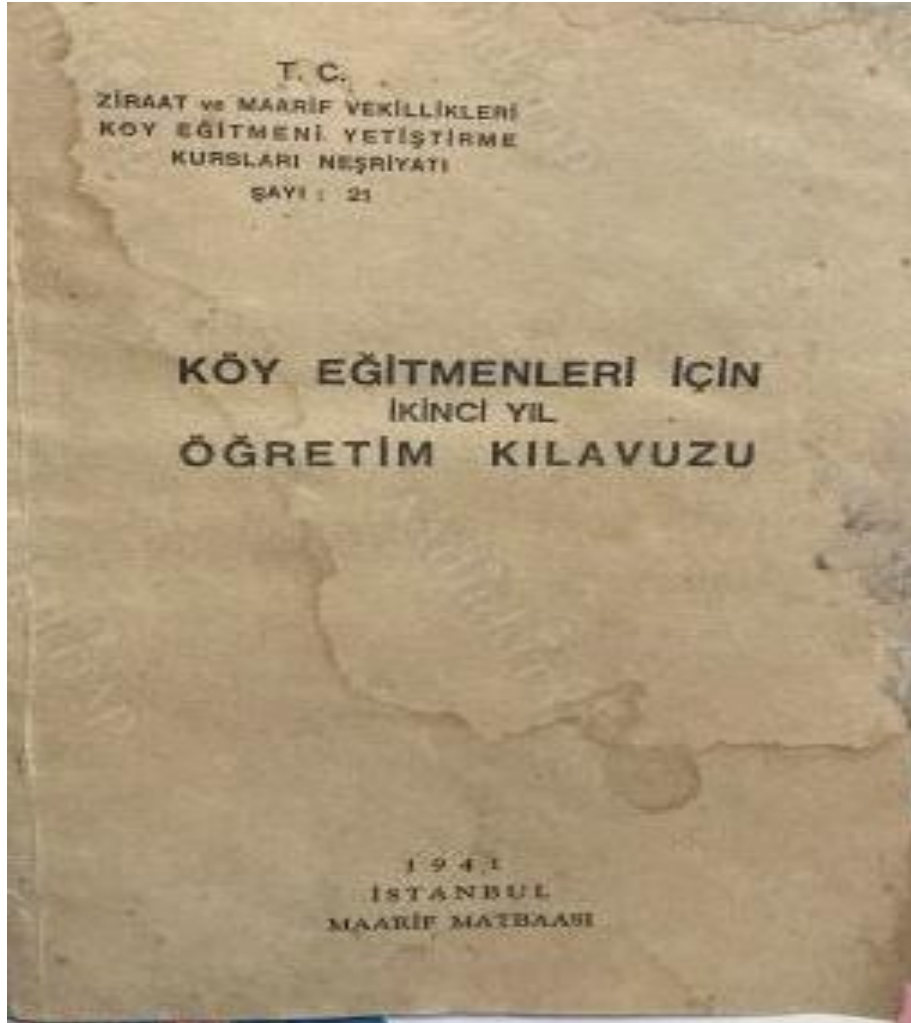 T. C.
ZİRAAT ve MAARİF VEKİLLİKLERİ
KÖY EĞİTMENİ YETİŞTİRME
KURSLARI NEŞRİYATI
SAYI : 21
KÖY EĞİTMENLERİ İÇİN
İKİNCİ YIL
ÖĞRETİM KILAVUZU
1941
İSTANBUL
MAARİF MATBAASI